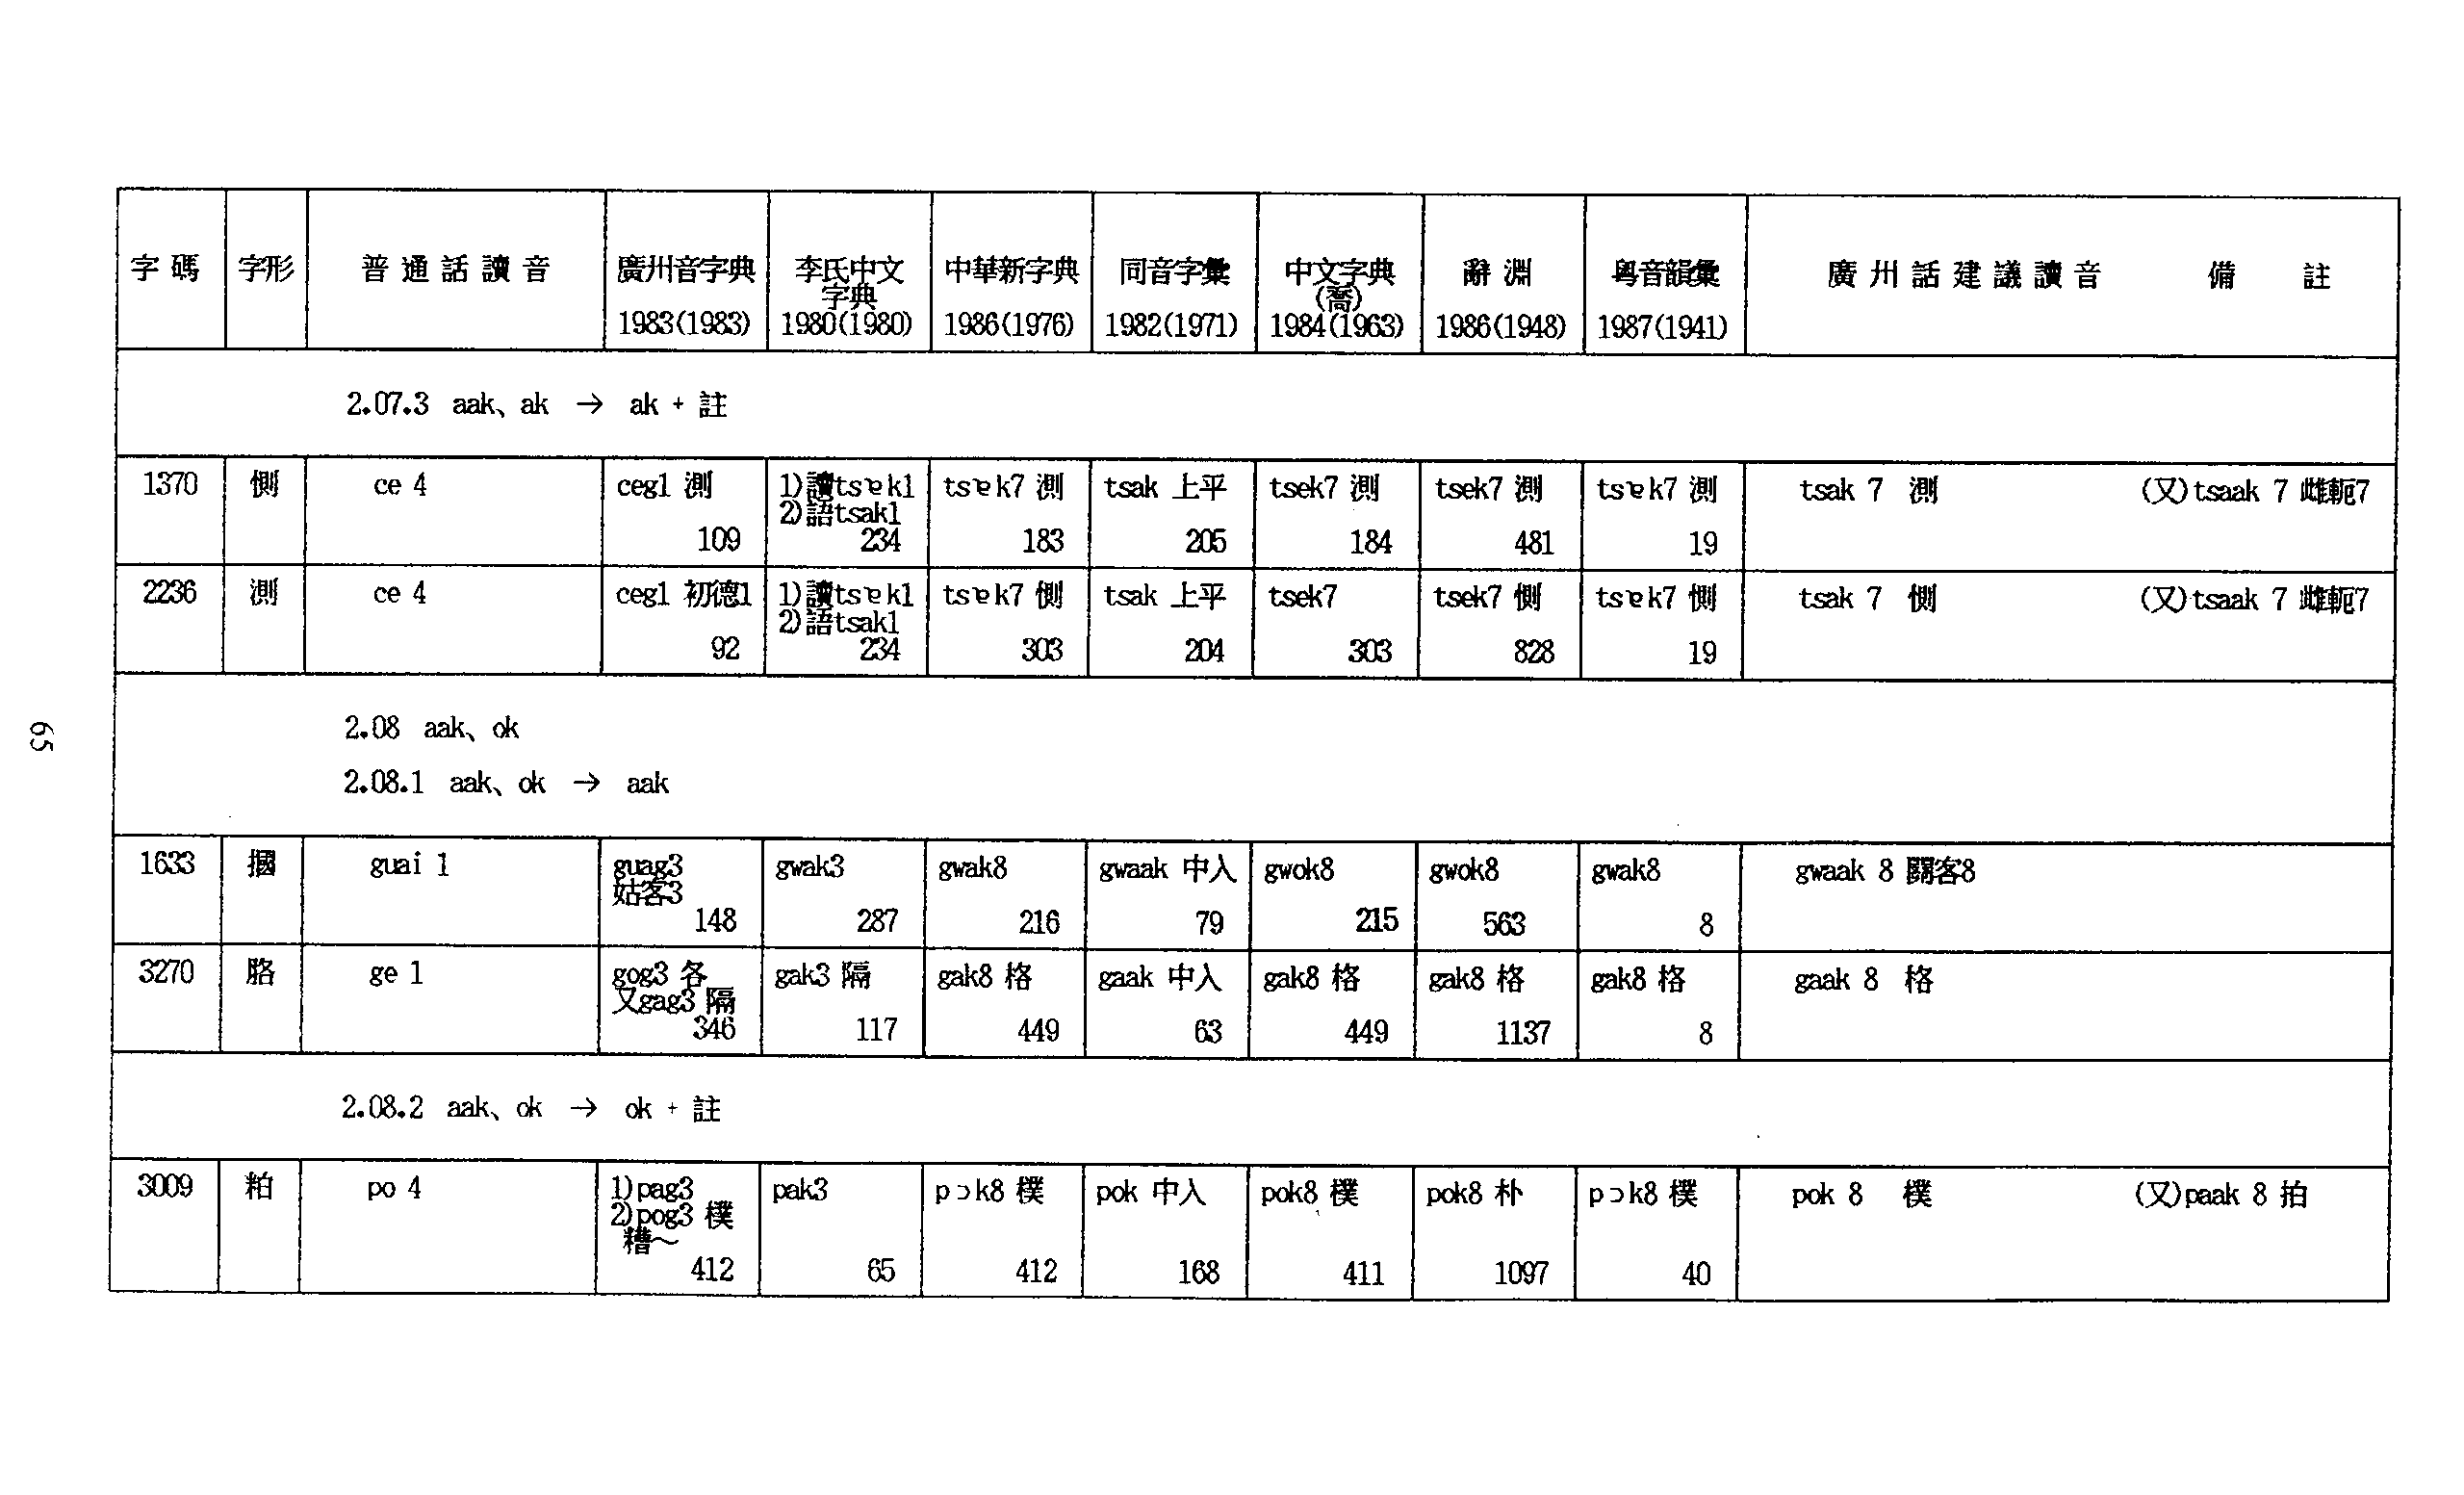 字碼 字形 普通話讀音 廣州音字典 1983(1983) 李氏中文字典 1980(1980) 中華新字典 1986(1976) 同音字彙 1982(1971) 中文字典(喬) 1984(1963) 辭淵 1986(1948) 粵音韻彙 1987(1941) 廣州話建議讀音 備註
2.07.3 aak、ak → ak + 註
1370 惻 ce 4 ceg1 測 109 1)讀tsɐk1 2)語tsak1 234 tsɐk7 測 183 tsak 上平 205 tsek7 測 184 tsek7 測 481 tsɐk7 測 19 tsak 7 測 (又)tsaak 7 雌軛7
2236 測 ce 4 ceg1 初德1 92 1)讀tsɐk1 2)語tsak1 234 tsɐk7 惻 303 tsak 上平 204 tsek7 303 tsek7 惻 828 tsɐk7 惻 19 tsak 7 惻 (又)tsaak 7 雌軛7
2.08 aak、ok
2.08.1 aak、ok → aak
1633 摑 guai 1 guag3 姑客3 148 gwak3 287 gwak8 216 gwaak 中入 79 gwok8 215 gwok8 563 gwak8 8 gwaak 8 關客8
3270 胳 ge 1 gog3 各 又gag3 隔 346 gak3 隔 117 gak8 格 449 gaak 中入 63 gak8 格 449 gak8 格 1137 gak8 格 8 gaak 8 格
2.08.2 aak、ok → ok + 註
3009 粕 po 4 1)pag3 2)pog3 樸 糟～ 412 pak3 65 pɔk8 樸 412 pok 中入 168 pok8 樸 411 pok8 朴 1097 pɔk8 樸 40 pok 8 樸 (又)paak 8 拍
65